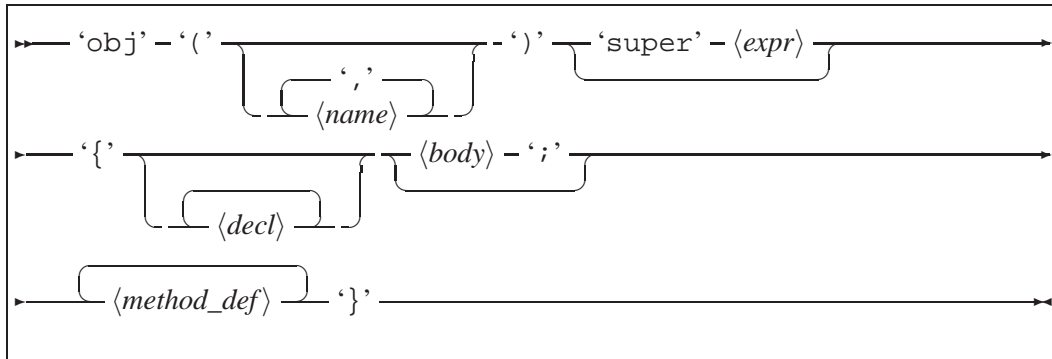 ‘obj’ ‘(’ ‘)’ ‘super’ ⟨expr⟩
‘,’
⟨name⟩
‘{’ ⟨body⟩ ‘;’
⟨decl⟩
⟨method_def⟩ ‘}’